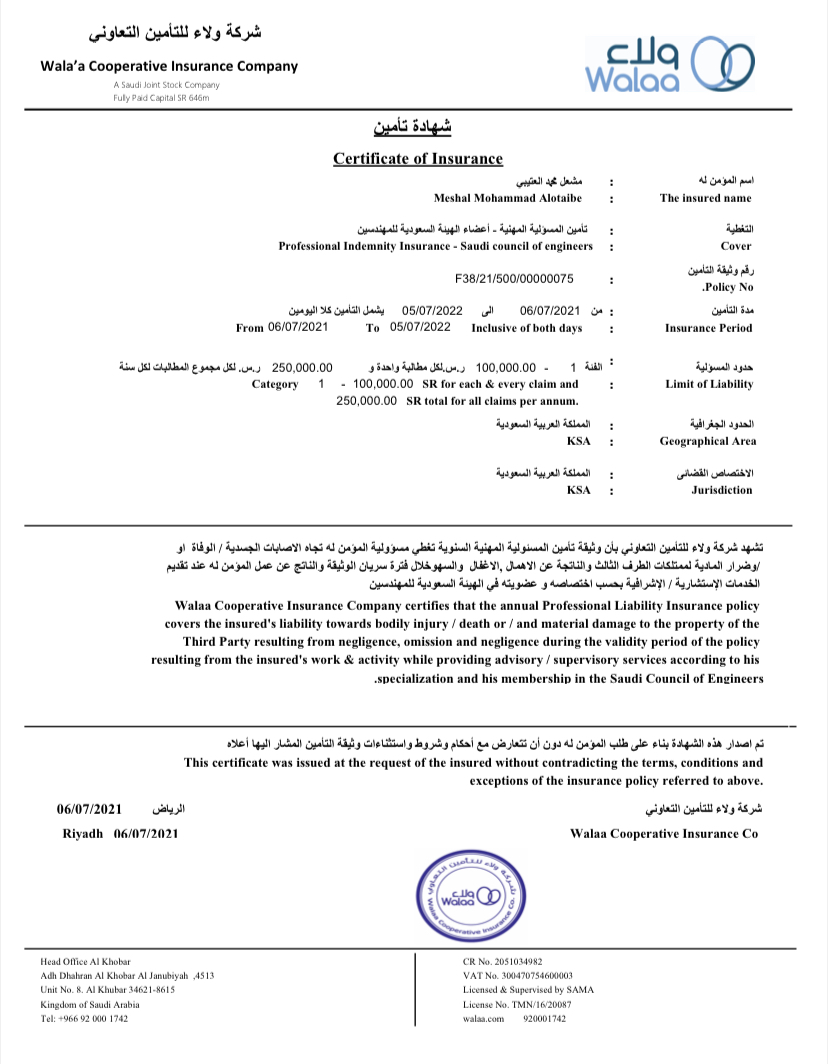 شركة ولاء للتأمين التعاوني
Wala'a Cooperative Insurance Company
A Saudi Joint Stock Company
Fully Paid Capital SR 646m
ولاء
Walaa
شهادة تأمين
Certificate of Insurance
اسم المؤمن له : مشعل محمد العتيبي
The insured name : Meshal Mohammad Alotaibe
التغطية : تأمين المسؤلية المهنية - أعضاء الهيئة السعودية للمهندسين
Cover : Professional Indemnity Insurance - Saudi council of engineers
رقم وثيقة التأمين
.Policy No : F38/21/500/00000075
مدة التأمين : من 06/07/2021 الى 05/07/2022 يشمل التأمين كلا اليومين
Insurance Period : From 06/07/2021 To 05/07/2022 Inclusive of both days
حدود المسؤلية : الفئة 1 - 100,000.00 ر.س.لكل مطالبة واحدة و 250,000.00 ر.س. لكل مجموع المطالبات لكل سنة
Limit of Liability : Category 1 - 100,000.00 SR for each & every claim and
250,000.00 SR total for all claims per annum.
الحدود الجغرافية : المملكة العربية السعودية
Geographical Area : KSA
الاختصاص القضائى : المملكة العربية السعودية
Jurisdiction : KSA
تشهد شركة ولاء للتأمين التعاوني بأن وثيقة تأمين المسئولية المهنية السنوية تغطي مسؤولية المؤمن له تجاه الاصابات الجسدية / الوفاة او
/وضرار المادية لممتلكات الطرف الثالث والناتجة عن الاهمال ,الاغفال والسهوخلال فترة سريان الوثيقة والناتج عن عمل المؤمن له عند تقديم
الخدمات الإستشارية / الإشرافية بحسب اختصاصه و عضويته في الهيئة السعودية للمهندسين
Walaa Cooperative Insurance Company certifies that the annual Professional Liability Insurance policy
covers the insured's liability towards bodily injury / death or / and material damage to the property of the
Third Party resulting from negligence, omission and negligence during the validity period of the policy
resulting from the insured's work & activity while providing advisory / supervisory services according to his
.specialization and his membership in the Saudi Council of Engineers
تم اصدار هذه الشهادة بناء على طلب المؤمن له دون أن تتعارض مع أحكام وشروط واستثناءات وثيقة التأمين المشار اليها أعلاه
This certificate was issued at the request of the insured without contradicting the terms, conditions and
exceptions of the insurance policy referred to above.
شركة ولاء للتأمين التعاوني
الرياض 06/07/2021
Walaa Cooperative Insurance Co
Riyadh 06/07/2021
شركة ولاء للتأمين التعاوني
ولاء
Walaa
Walaa Cooperative Insurance Co.
Head Office Al Khobar
Adh Dhahran Al Khobar Al Janubiyah ,4513
Unit No. 8. Al Khubar 34621-8615
Kingdom of Saudi Arabia
Tel: +966 92 000 1742
CR No. 2051034982
VAT No. 300470754600003
Licensed & Supervised by SAMA
License No. TMN/16/20087
walaa.com 920001742